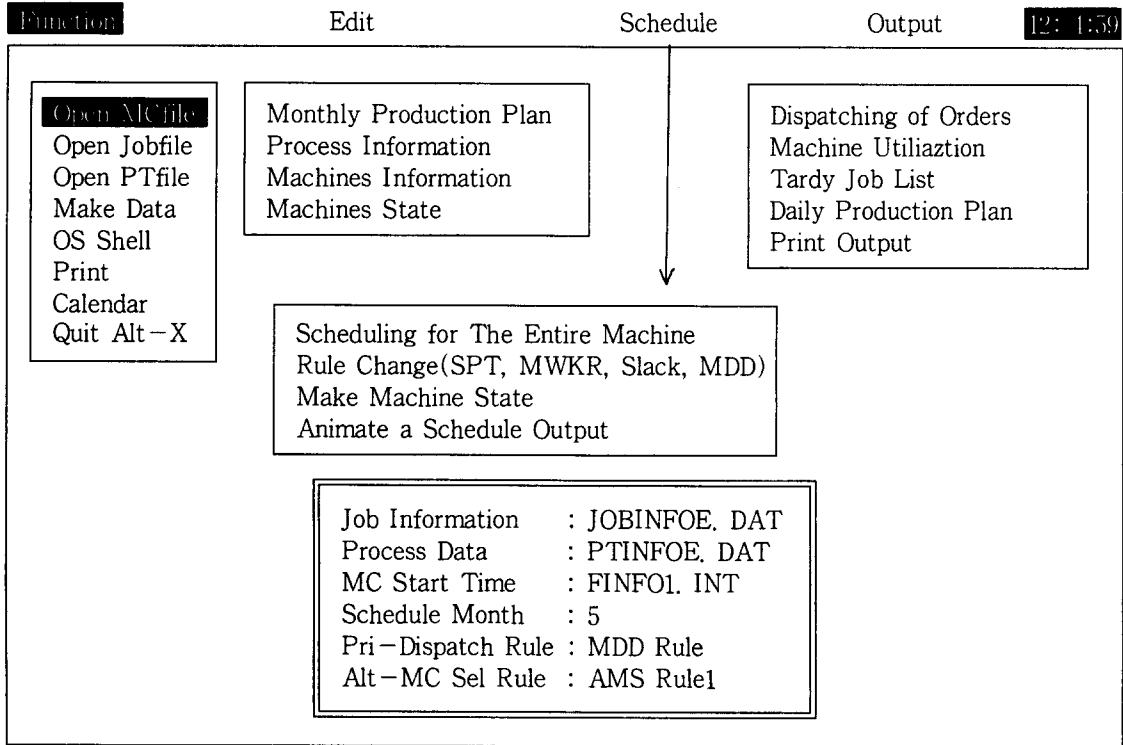 Function Edit Schedule Output 12: 1:59
Open MCfile
Open Jobfile
Open PTfile
Make Data
OS Shell
Print
Calendar
Quit Alt-X
Monthly Production Plan
Process Information
Machines Information
Machines State
Dispatching of Orders
Machine Utiliaztion
Tardy Job List
Daily Production Plan
Print Output
Scheduling for The Entire Machine
Rule Change(SPT, MWKR, Slack, MDD)
Make Machine State
Animate a Schedule Output
Job Information : JOBINFOE. DAT
Process Data : PTINFOE. DAT
MC Start Time : FINFO1. INT
Schedule Month : 5
Pri-Dispatch Rule : MDD Rule
Alt-MC Sel Rule : AMS Rule1